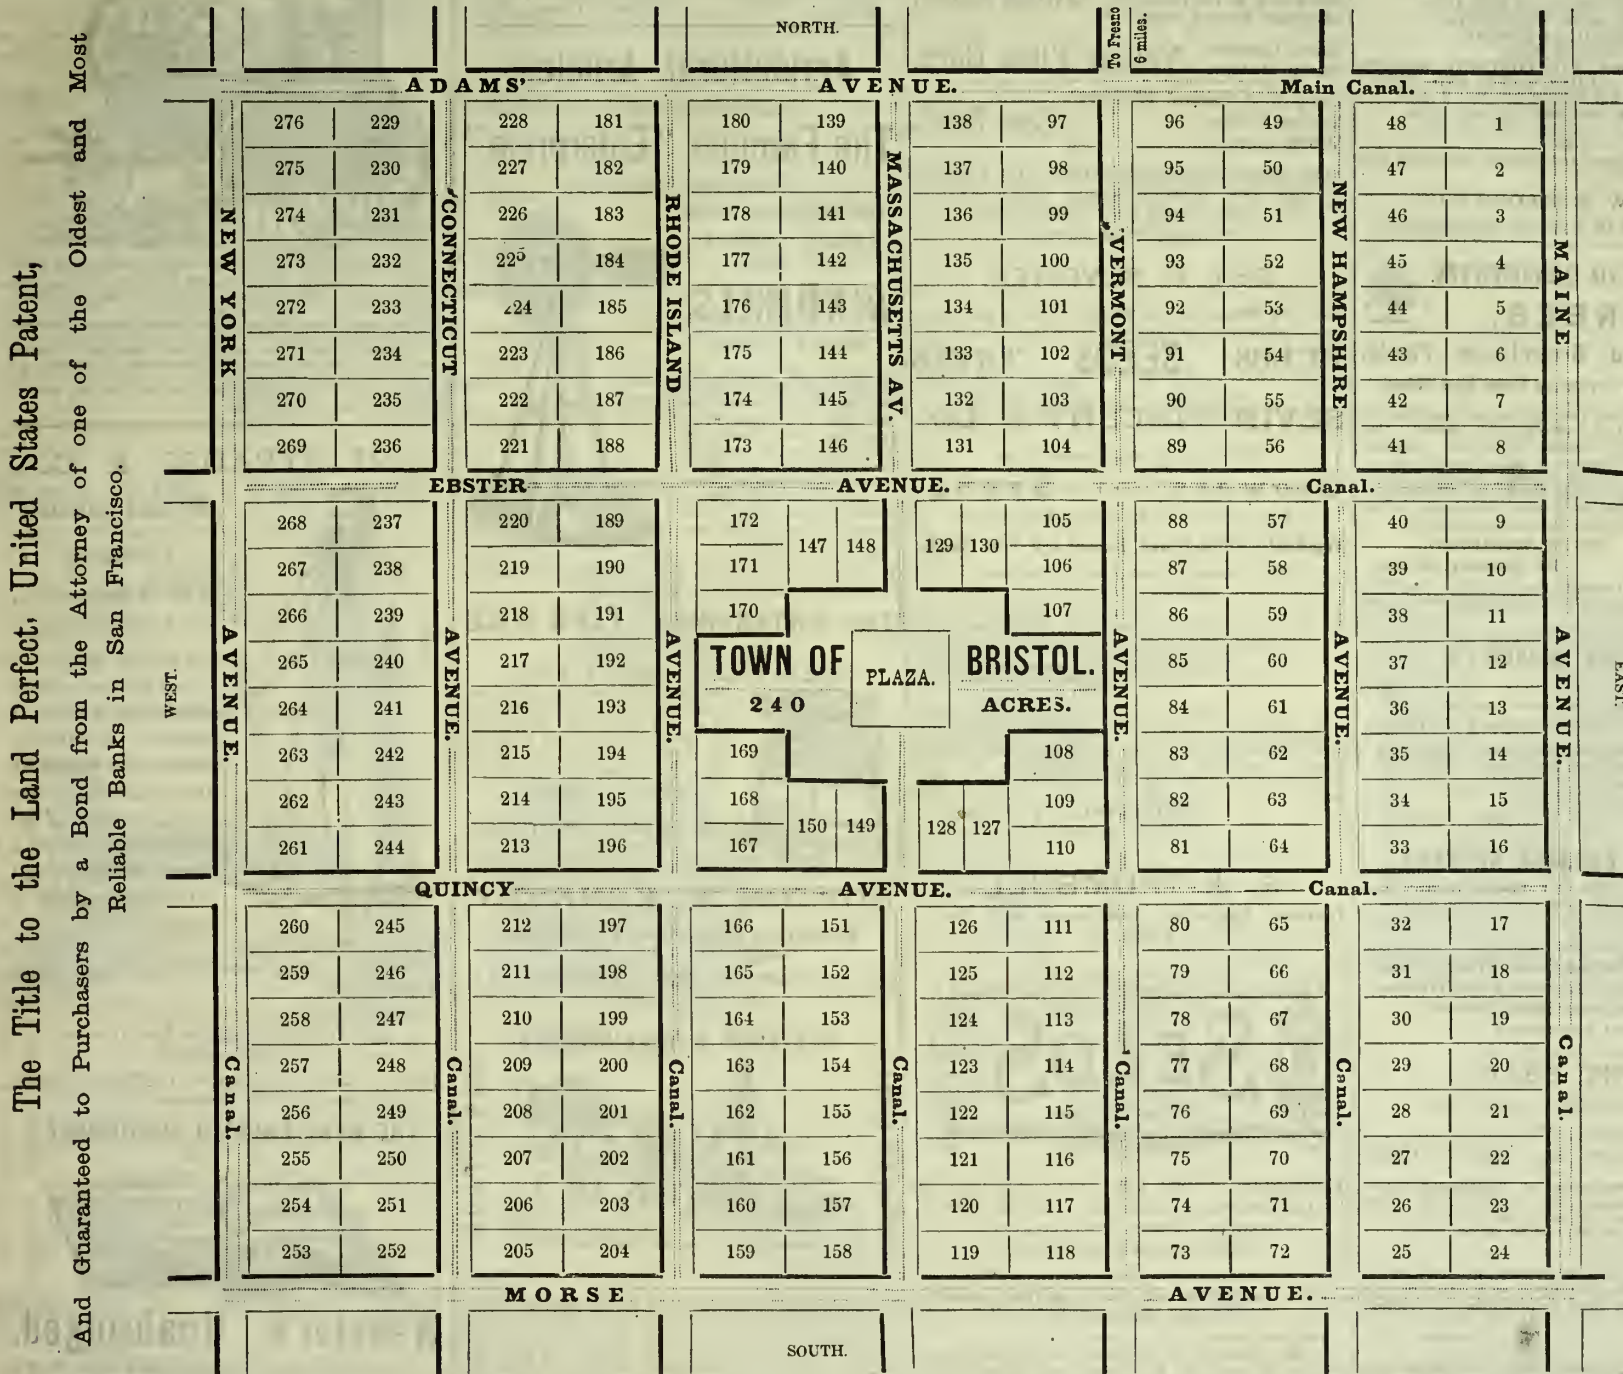 The Title to the Land Perfect, United States Patent,
And Guaranteed to Purchasers by a Bond from the Attorney of one of the Oldest and Most
Reliable Banks in San Francisco.
NORTH.
To Fresno
6 miles.
ADAMS' AVENUE. Main Canal.
276 229 228 181 180 139 138 97 96 49 48 1
275 230 227 182 179 140 137 98 95 50 47 2
274 231 226 183 178 141 136 99 94 51 46 3
273 232 225 184 177 142 135 100 93 52 45 4
272 233 224 185 176 143 134 101 92 53 44 5
271 234 223 186 175 144 133 102 91 54 43 6
270 235 222 187 174 145 132 103 90 55 42 7
269 236 221 188 173 146 131 104 89 56 41 8
EBSTER AVENUE. Canal.
268 237 220 189 172 147 148 129 130 105 88 57 40 9
267 238 219 190 171 106 87 58 39 10
266 239 218 191 170 107 86 59 38 11
265 240 217 192 TOWN OF PLAZA. BRISTOL. 85 60 37 12
264 241 216 193 240 ACRES. 84 61 36 13
263 242 215 194 169 108 83 62 35 14
262 243 214 195 168 150 149 128 127 109 82 63 34 15
261 244 213 196 167 110 81 64 33 16
QUINCY AVENUE. Canal.
260 245 212 197 166 151 126 111 80 65 32 17
259 246 211 198 165 152 125 112 79 66 31 18
258 247 210 199 164 153 124 113 78 67 30 19
257 248 209 200 163 154 123 114 77 68 29 20
256 249 208 201 162 155 122 115 76 69 28 21
255 250 207 202 161 156 121 116 75 70 27 22
254 251 206 203 160 157 120 117 74 71 26 23
253 252 205 204 159 158 119 118 73 72 25 24
MORSE AVENUE.
SOUTH.
WEST.
EAST.
NEW YORK AVENUE. Canal.
CONNECTICUT AVENUE. Canal.
RHODE ISLAND AVENUE. Canal.
MASSACHUSETTS AV. Canal.
VERMONT AVENUE. Canal.
NEW HAMPSHIRE AVENUE. Canal.
MAINE AVENUE. Canal.